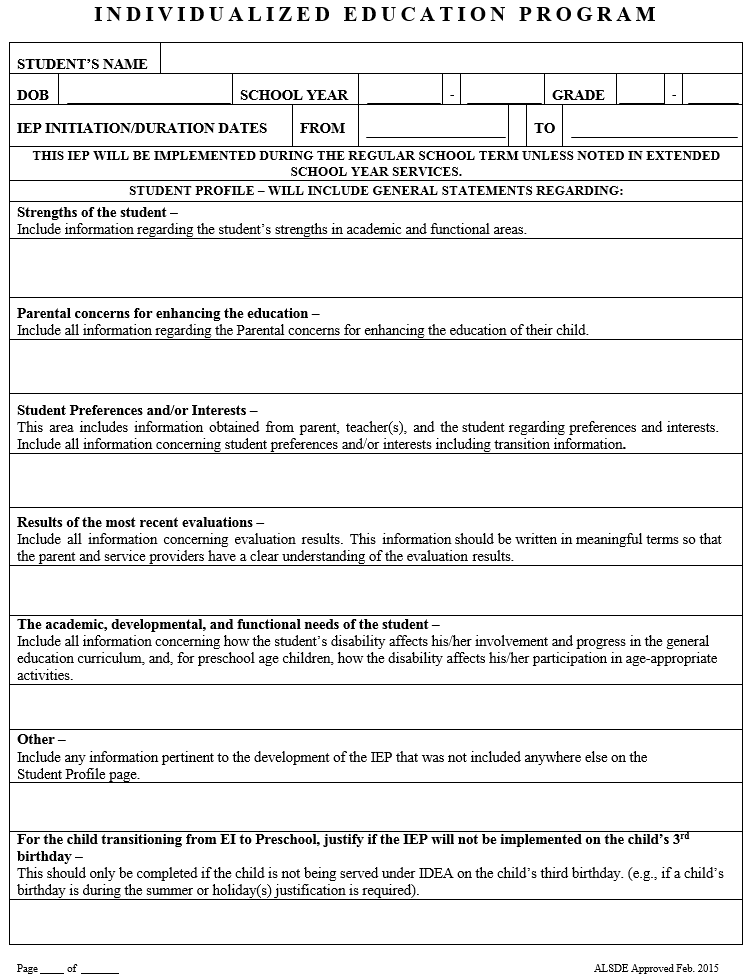 INDIVIDUALIZED EDUCATION PROGRAM
STUDENT'S NAME
DOB SCHOOL YEAR - GRADE -
IEP INITIATION/DURATION DATES FROM TO
THIS IEP WILL BE IMPLEMENTED DURING THE REGULAR SCHOOL TERM UNLESS NOTED IN EXTENDED
SCHOOL YEAR SERVICES.
STUDENT PROFILE – WILL INCLUDE GENERAL STATEMENTS REGARDING:
Strengths of the student –
Include information regarding the student's strengths in academic and functional areas.
Parental concerns for enhancing the education –
Include all information regarding the Parental concerns for enhancing the education of their child.
Student Preferences and/or Interests –
This area includes information obtained from parent, teacher(s), and the student regarding preferences and interests.
Include all information concerning student preferences and/or interests including transition information.
Results of the most recent evaluations –
Include all information concerning evaluation results. This information should be written in meaningful terms so that
the parent and service providers have a clear understanding of the evaluation results.
The academic, developmental, and functional needs of the student –
Include all information concerning how the student's disability affects his/her involvement and progress in the general
education curriculum, and, for preschool age children, how the disability affects his/her participation in age-appropriate
activities.
Other –
Include any information pertinent to the development of the IEP that was not included anywhere else on the
Student Profile page.
For the child transitioning from EI to Preschool, justify if the IEP will not be implemented on the child's 3rd
birthday –
This should only be completed if the child is not being served under IDEA on the child's third birthday. (e.g., if a child's
birthday is during the summer or holiday(s) justification is required).
Page ____ of ______ ALSDE Approved Feb. 2015